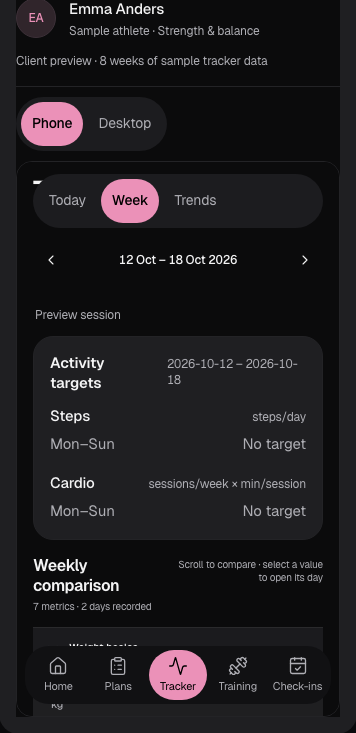 EA
Emma Anders
Sample athlete · Strength & balance
Client preview · 8 weeks of sample tracker data
Phone
Desktop
Today
Week
Trends
12 Oct – 18 Oct 2026
Preview session
Activity targets
2026-10-12 – 2026-10-18
Steps
steps/day
Mon–Sun
No target
Cardio
sessions/week × min/session
Mon–Sun
No target
Weekly comparison
Scroll to compare · select a value
to open its day
7 metrics · 2 days recorded
kg
Home
Plans
Tracker
Training
Check-ins